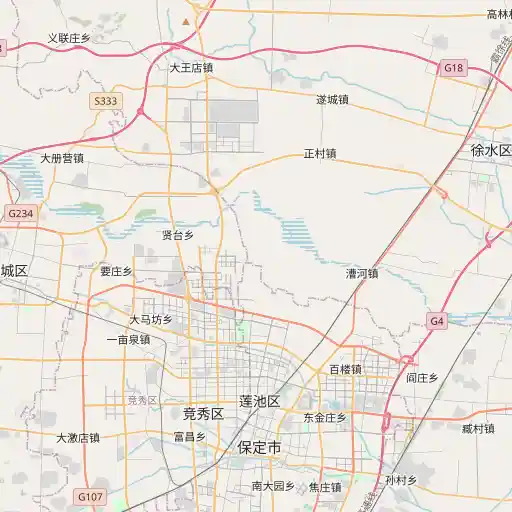 高林村
义联庄乡
霸徐线
大王店镇
G18
S333
遂城镇
徐水区
正村镇
大册营镇
G234
贤台乡
城区
要庄乡
漕河镇
大马坊乡
G4
一亩泉镇
百楼镇
阎庄乡
竞秀区
莲池区
竞秀区
东金庄乡
臧村镇
大激店镇
富昌乡
保定市
孙村乡
南大园乡
焦庄乡
G107